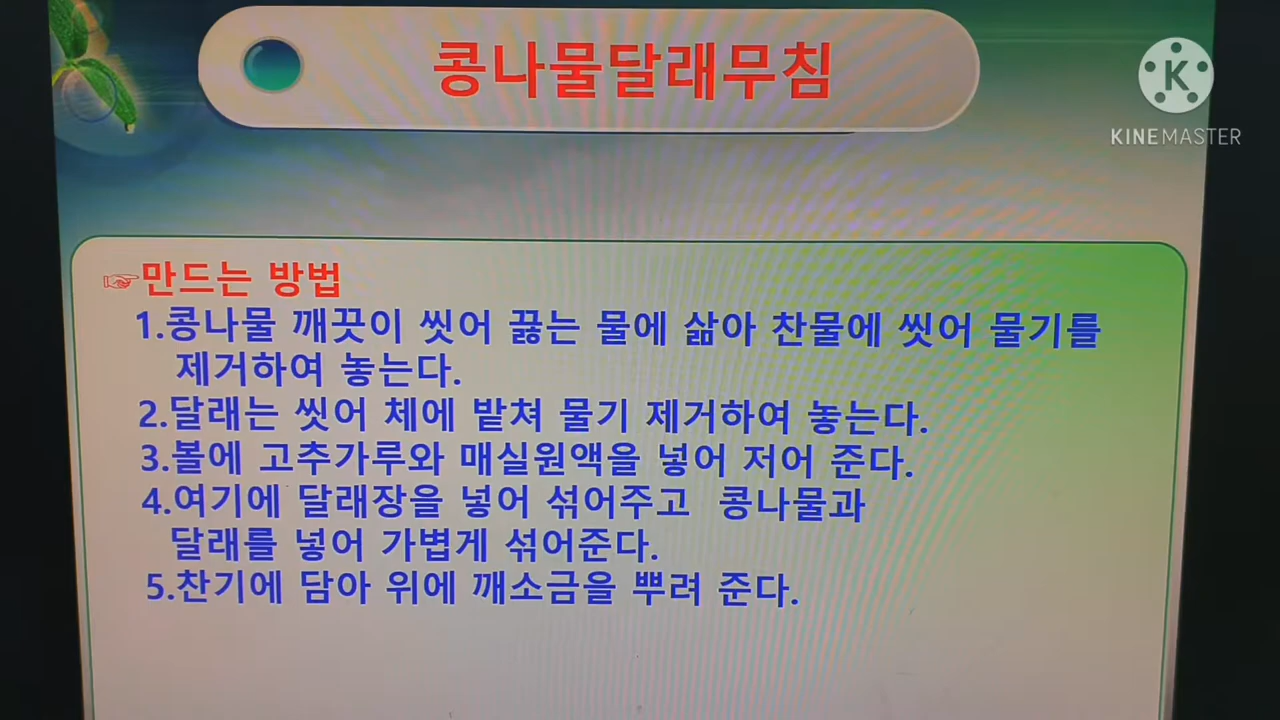 콩나물달래무침
KINEMASTER
☞만드는 방법
1.콩나물 깨끗이 씻어 끓는 물에 삶아 찬물에 씻어 물기를
제거하여 놓는다.
2.달래는 씻어 체에 밭쳐 물기 제거하여 놓는다.
3.볼에 고추가루와 매실원액을 넣어 저어 준다.
4.여기에 달래장을 넣어 섞어주고 콩나물과
달래를 넣어 가볍게 섞어준다.
5.찬기에 담아 위에 깨소금을 뿌려 준다.